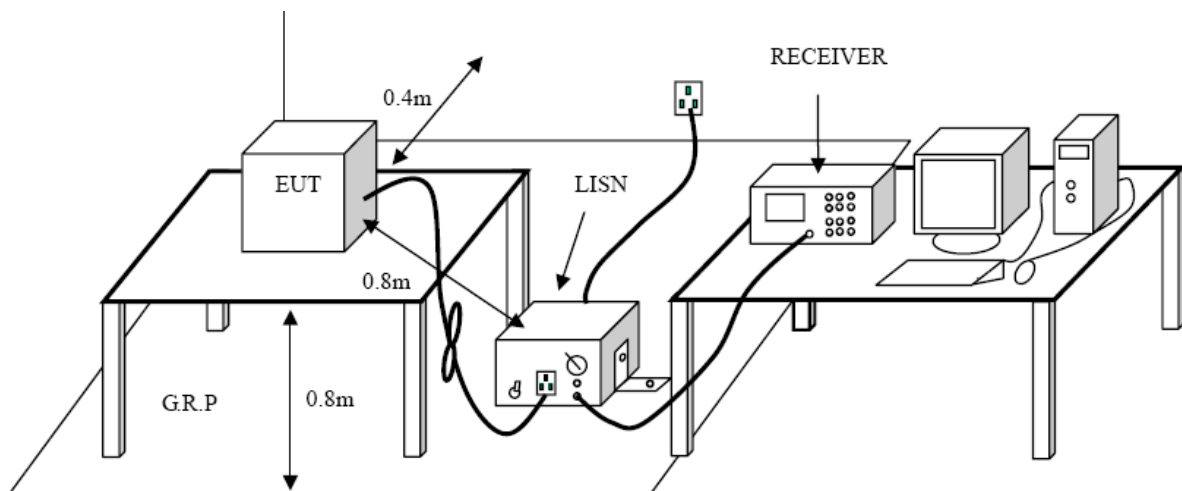 RECEIVER
0.4m
EUT
LISN
0.8m
G.R.P
0.8m